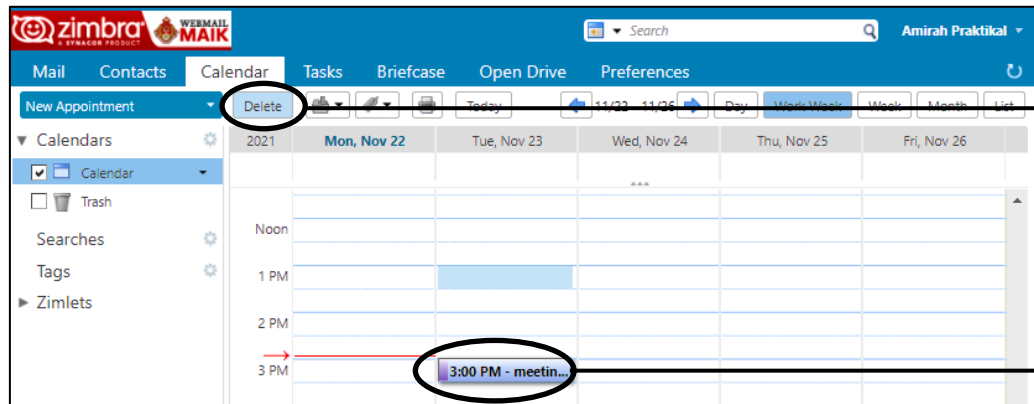 zimbra WEBMAIL MAIK
A SYNACOR PRODUCT
Search
Amirah Praktikal
Mail Contacts Calendar Tasks Briefcase Open Drive Preferences
New Appointment Delete Today 11/22 - 11/26 Day Work Week Week Month List
Calendars 2021 Mon, Nov 22 Tue, Nov 23 Wed, Nov 24 Thu, Nov 25 Fri, Nov 26
Calendar
Trash
Searches
Tags
Zimlets
Noon
1 PM
2 PM
3 PM
3:00 PM - meetin...